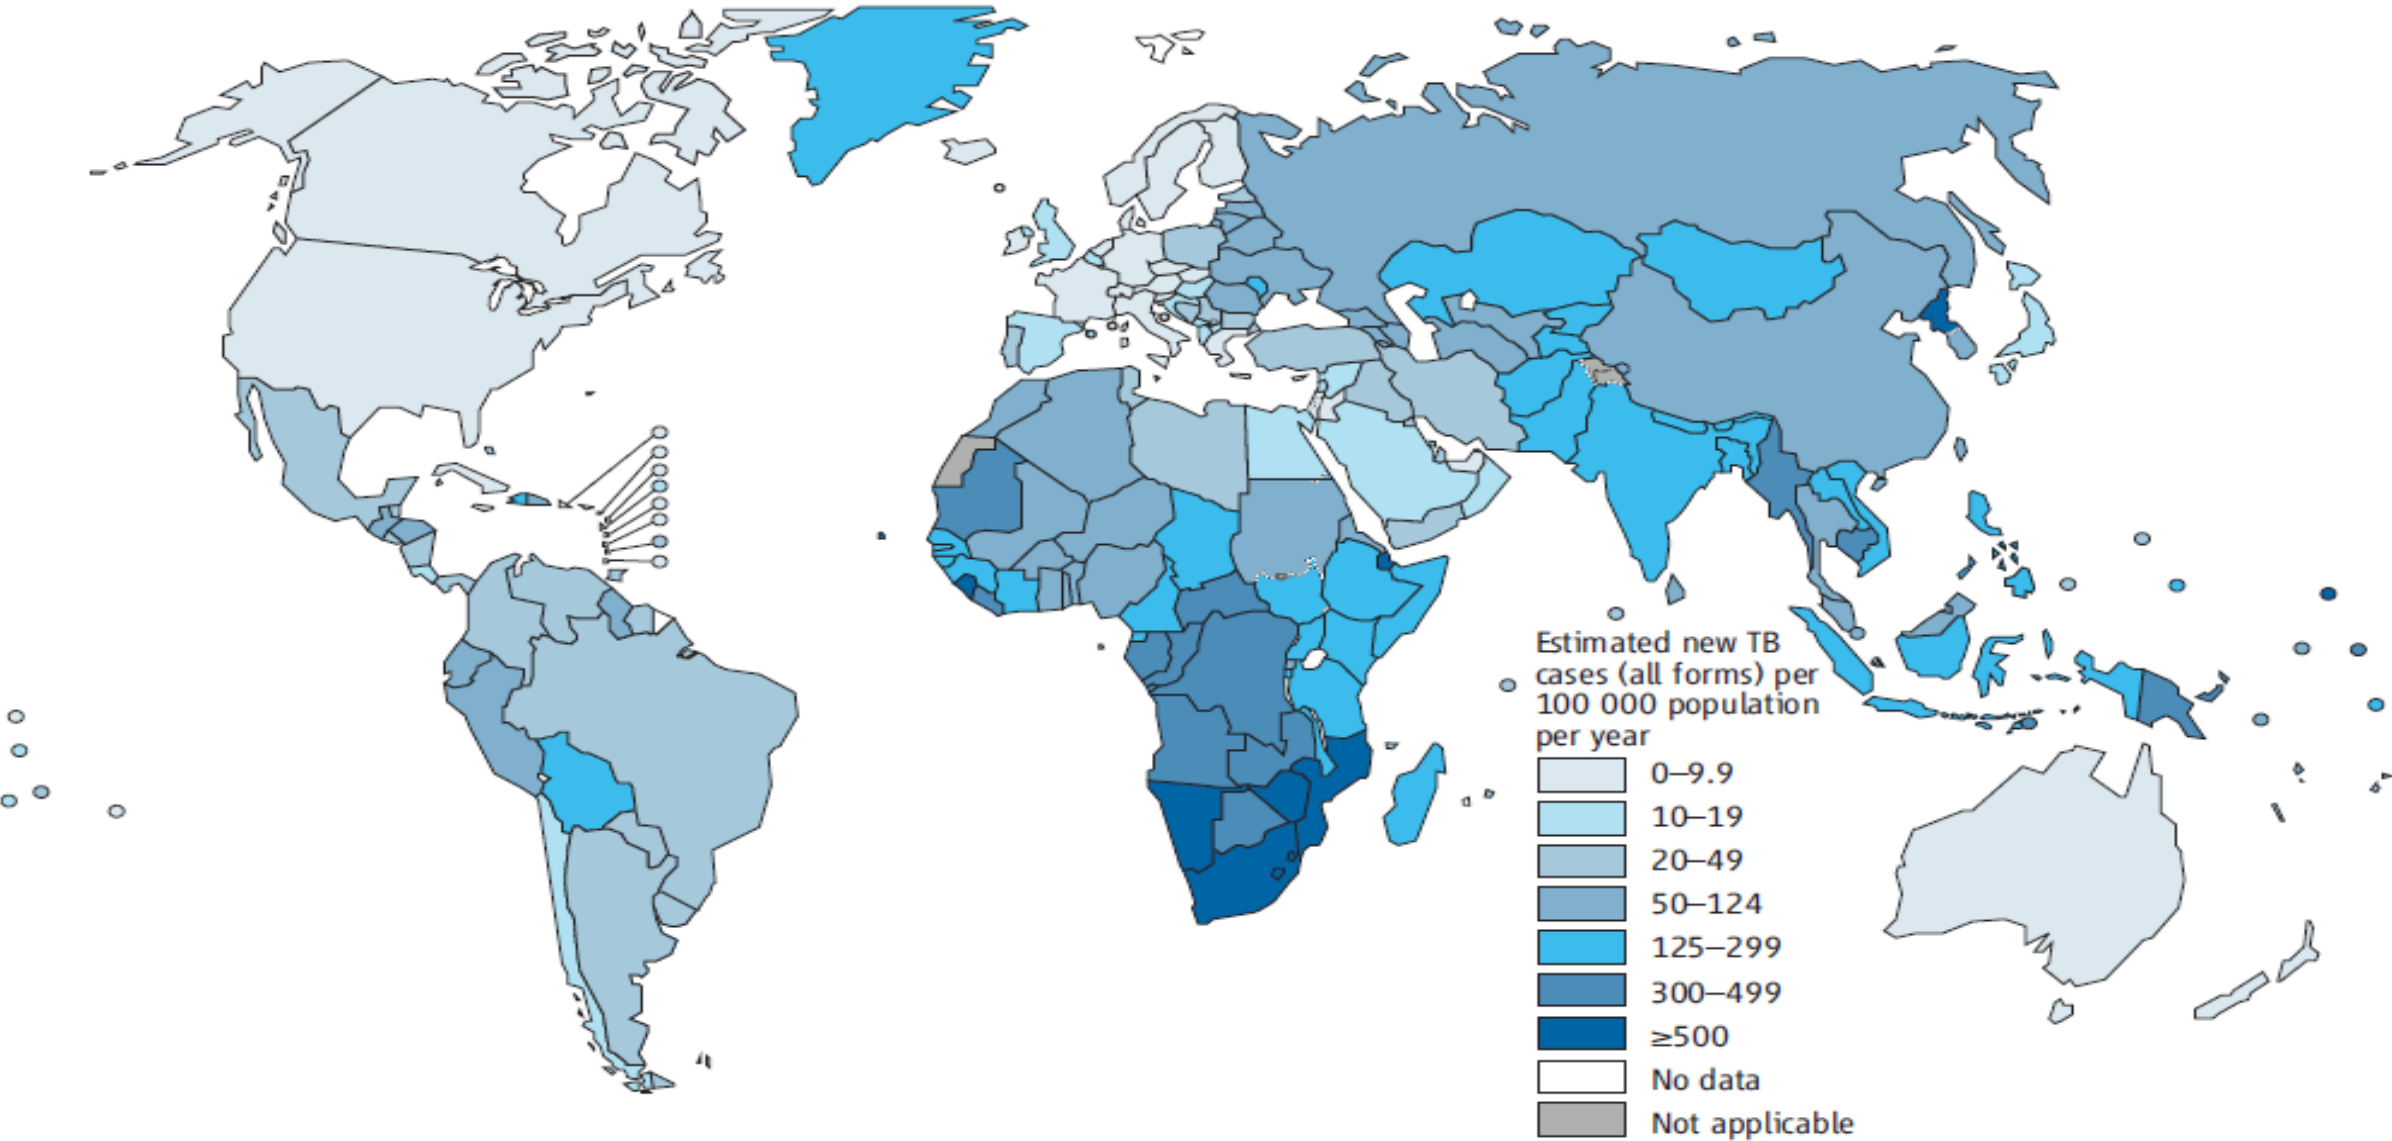 Estimated new TB
cases (all forms) per
100 000 population
per year
0–9.9
10–19
20–49
50–124
125–299
300–499
≥500
No data
Not applicable